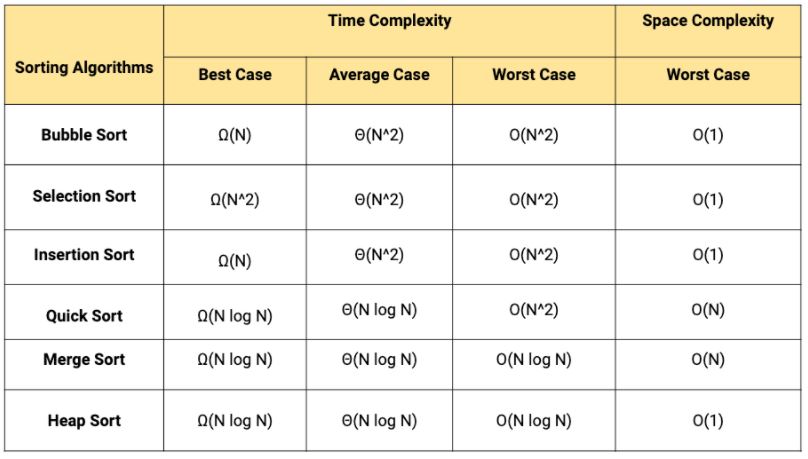 Time Complexity Space Complexity
Sorting Algorithms
Best Case Average Case Worst Case Worst Case
Bubble Sort Ω(N) Θ(N^2) O(N^2) O(1)
Selection Sort Ω(N^2) Θ(N^2) O(N^2) O(1)
Insertion Sort Ω(N) Θ(N^2) O(N^2) O(1)
Quick Sort Ω(N log N) Θ(N log N) O(N^2) O(N)
Merge Sort Ω(N log N) Θ(N log N) O(N log N) O(N)
Heap Sort Ω(N log N) Θ(N log N) O(N log N) O(1)